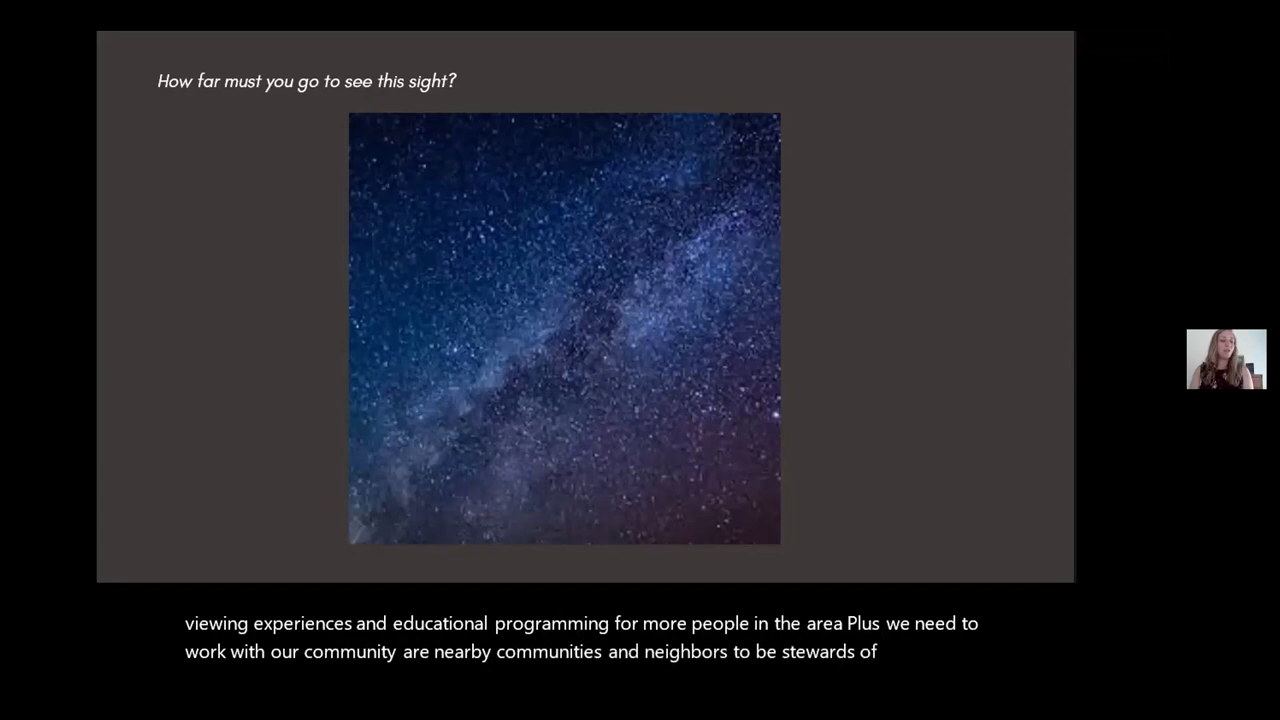 How far must you go to see this sight?
viewing experiences and educational programming for more people in the area Plus we need to
work with our community are nearby communities and neighbors to be stewards of